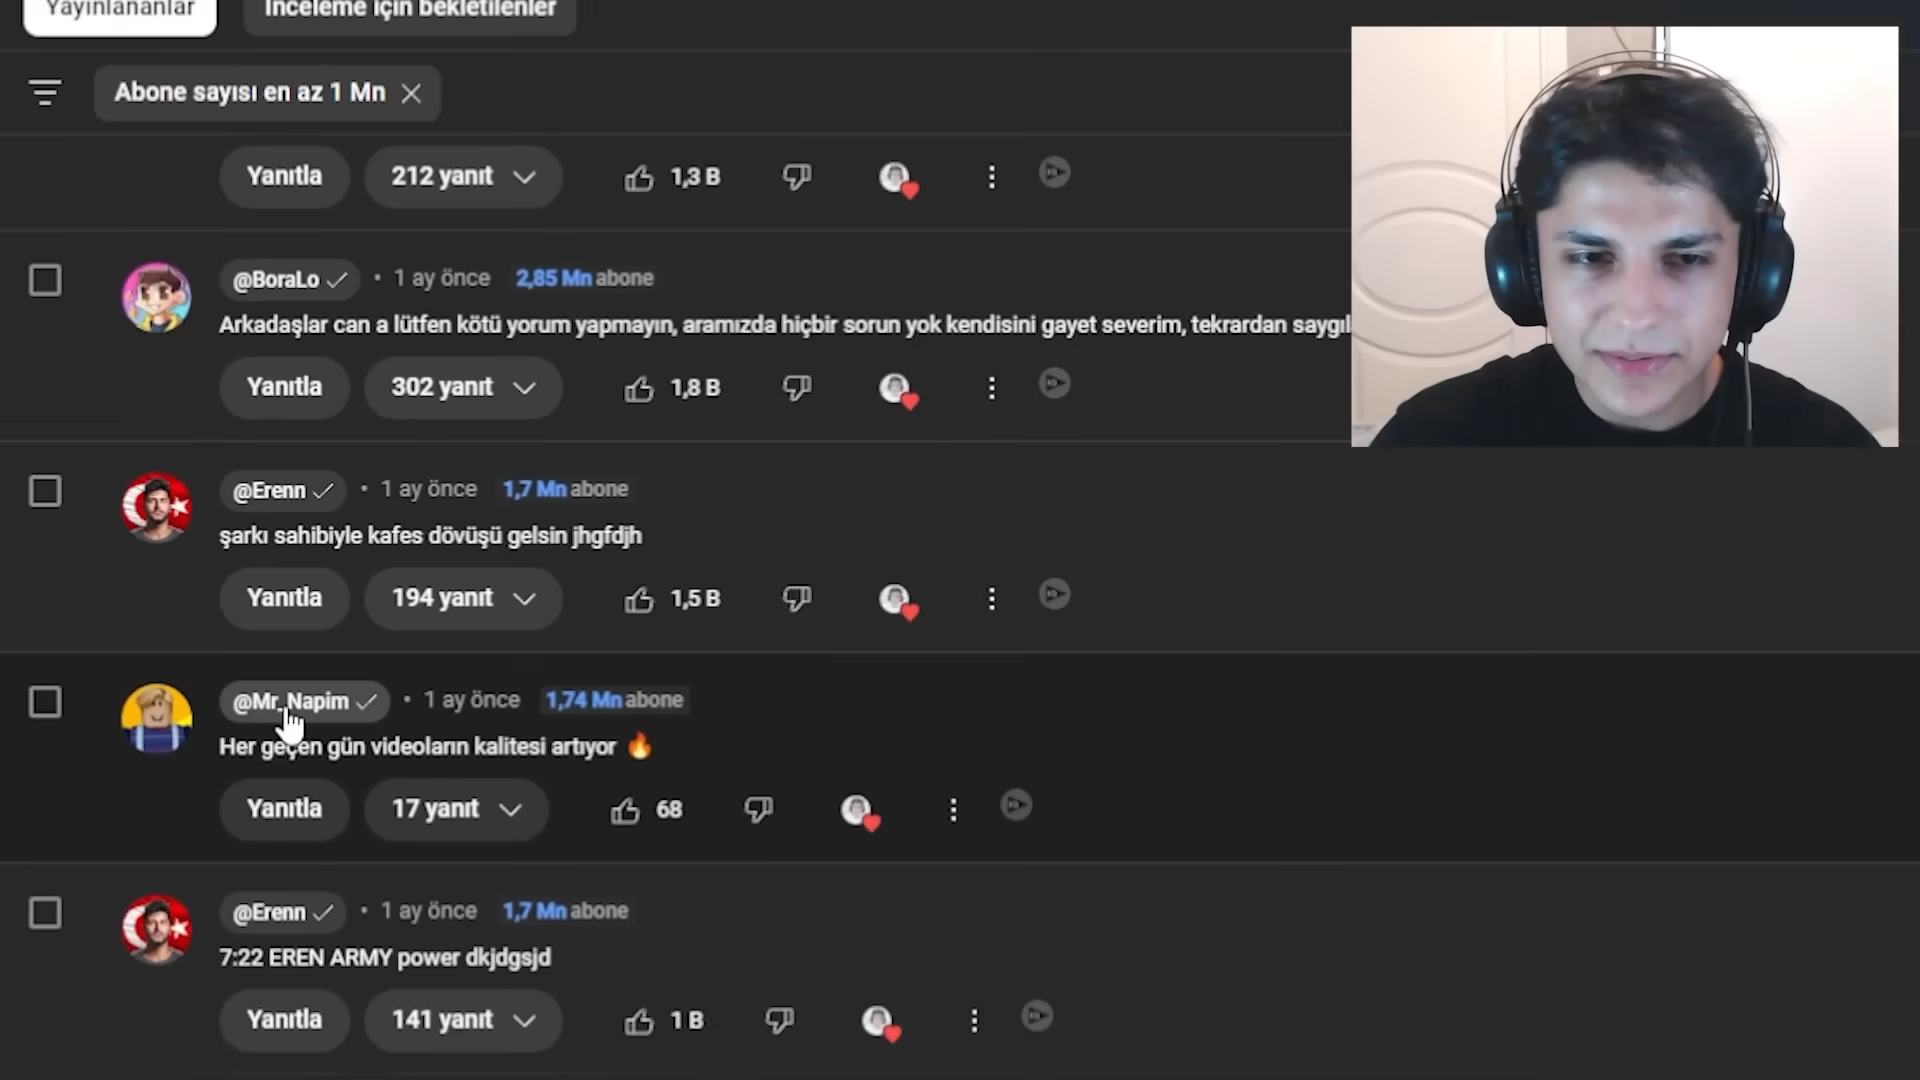 Yayınlananlar İnceleme için bekletilenler
Abone sayısı en az 1 Mn
Yanıtla 212 yanıt 1,3 B
@BoraLo • 1 ay önce 2,85 Mn abone
Arkadaşlar can a lütfen kötü yorum yapmayın, aramızda hiçbir sorun yok kendisini gayet severim, tekrardan saygıl
Yanıtla 302 yanıt 1,8 B
@Erenn • 1 ay önce 1,7 Mn abone
şarkı sahibiyle kafes dövüşü gelsin jhgfdjh
Yanıtla 194 yanıt 1,5 B
@Mr_Napim • 1 ay önce 1,74 Mn abone
Her geçen gün videoların kalitesi artıyor 🔥
Yanıtla 17 yanıt 68
@Erenn • 1 ay önce 1,7 Mn abone
7:22 EREN ARMY power dkjdgsjd
Yanıtla 141 yanıt 1 B